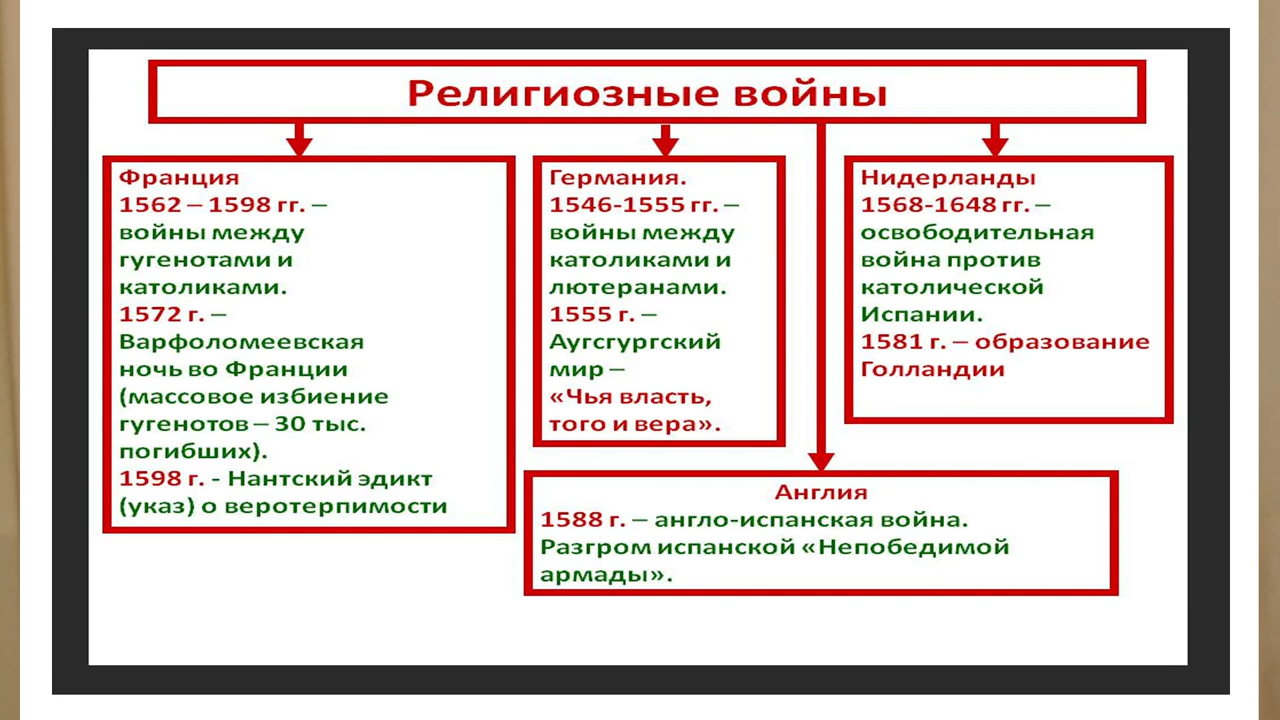 Религиозные войны
Франция
1562 – 1598 гг. –
войны между
гугенотами и
католиками.
1572 г. –
Варфоломеевская
ночь во Франции
(массовое избиение
гугенотов – 30 тыс.
погибших).
1598 г. - Нантский эдикт
(указ) о веротерпимости
Германия.
1546-1555 гг. –
войны между
католиками и
лютеранами.
1555 г. –
Аугсгургский
мир –
«Чья власть,
того и вера».
Нидерланды
1568-1648 гг. –
освободительная
война против
католической
Испании.
1581 г. – образование
Голландии
Англия
1588 г. – англо-испанская война.
Разгром испанской «Непобедимой
армады».